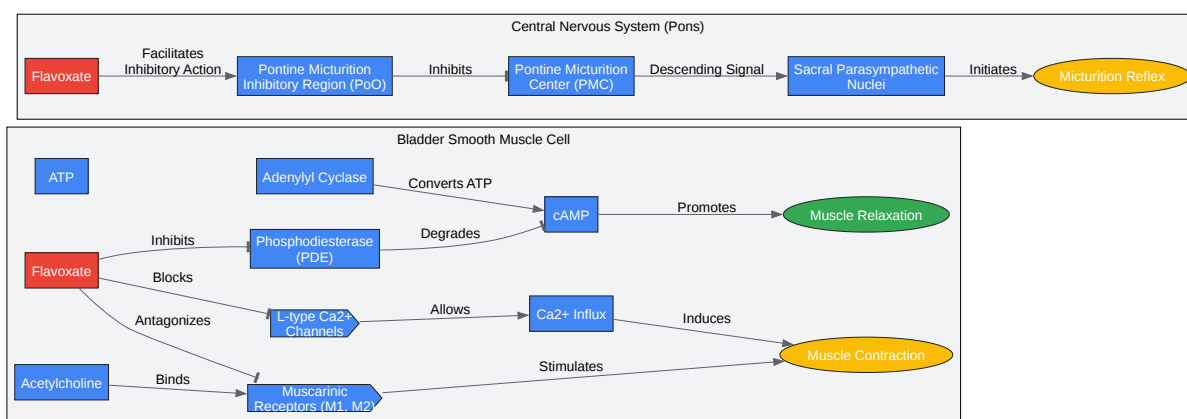 Central Nervous System (Pons)
Facilitates
Inhibitory Action
Flavoxate
Pontine Micturition
Inhibitory Region (PoO)
Inhibits
Pontine Micturition
Center (PMC)
Descending Signal
Sacral Parasympathetic
Nuclei
Initiates
Micturition Reflex
Bladder Smooth Muscle Cell
ATP
Adenylyl Cyclase
Converts ATP
cAMP
Promotes
Muscle Relaxation
Flavoxate
Inhibits
Phosphodiesterase
(PDE)
Degrades
Blocks
L-type Ca2+
Channels
Allows
Ca2+ Influx
Induces
Muscle Contraction
Antagonizes
Acetylcholine
Binds
Muscarinic
Receptors (M1, M2)
Stimulates